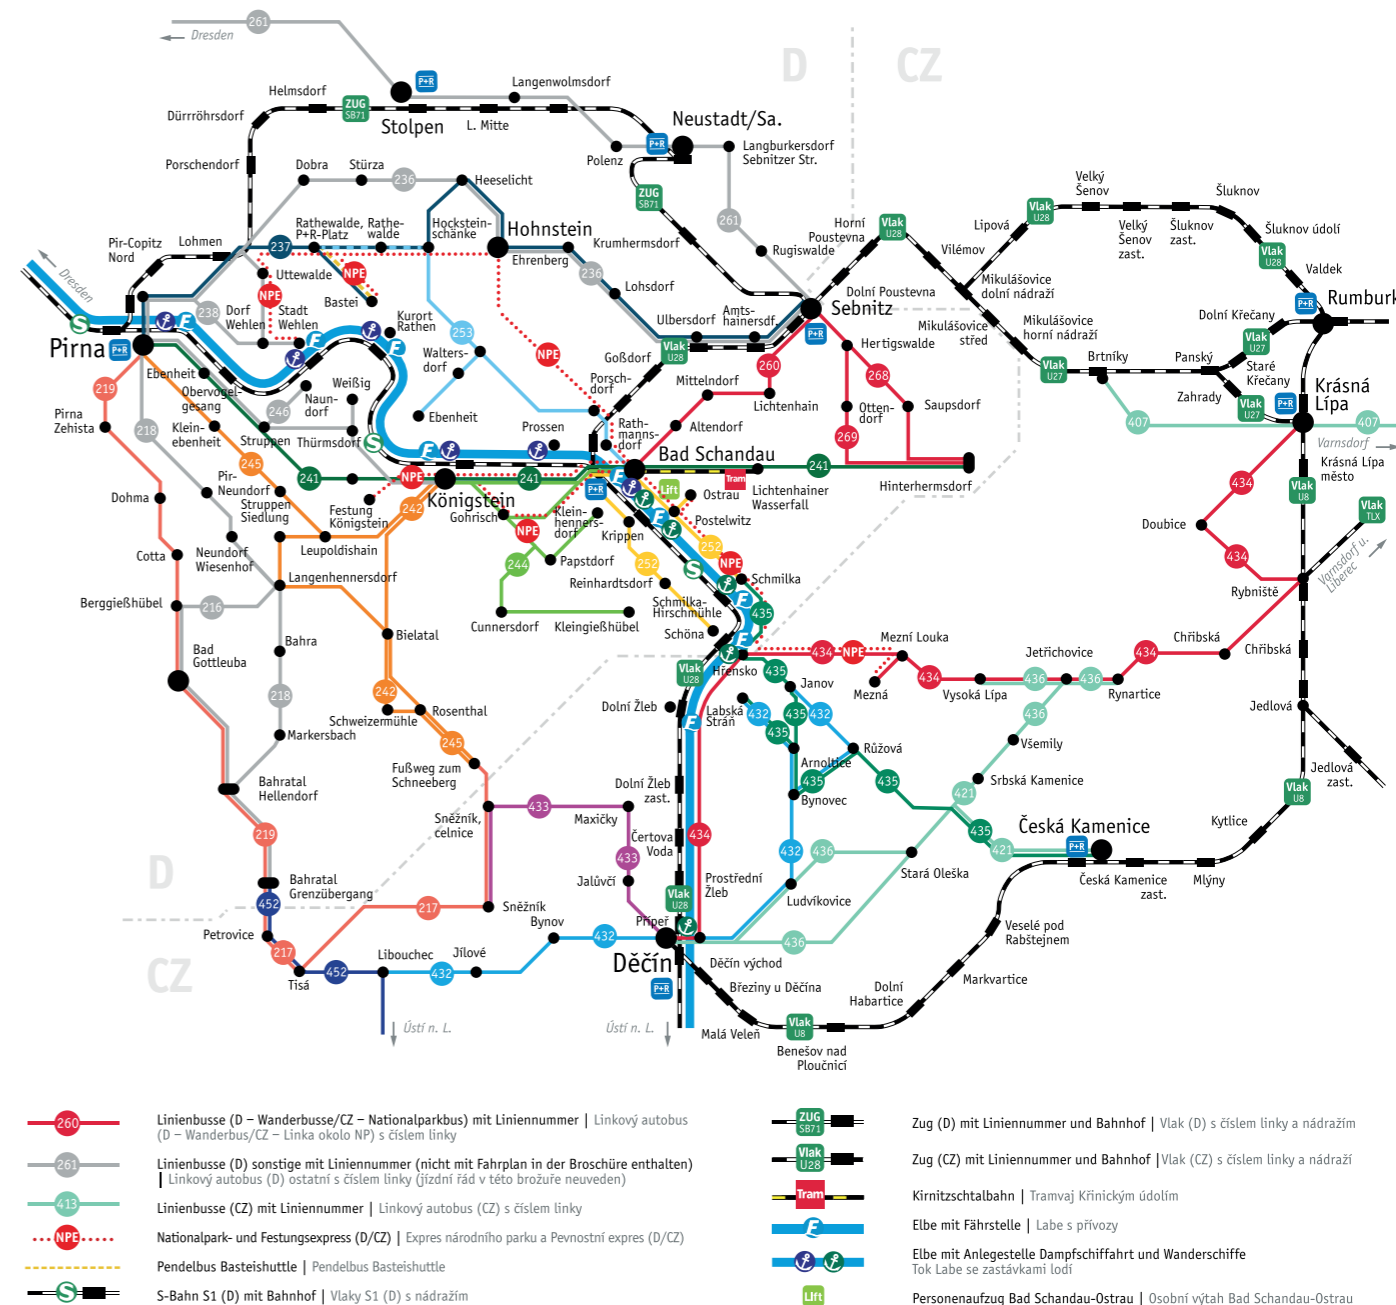 261
Dresden
D
CZ
P+R
Langenwolmsdorf
Helmsdorf
ZUG
SB71
Dürrröhrsdorf
Stolpen
L. Mitte
Neustadt/Sa.
P+R
Polenz
Langburkersdorf
Sebnitzer Str.
Porschendorf
Dobra
Stürza
236
Heeselicht
ZUG
SB71
261
Velký
Šenov
Šluknov
Lipová
Vlak
U28
Velký
Šenov
zast.
Šluknov
zast.
Šluknov údolí
Vlak
U28
Valdek
Horní
Poustevna
Vlak
U28
Vilémov
Rathewalde,
P+R-Platz
Rathe-
walde
Hockstein-
schänke
Hohnstein
Ehrenberg
Krumhermsdorf
Rugiswalde
Pir-Copitz
Nord
Lohmen
237
Uttewalde
NPE
Bastei
236
Lohsdorf
Dolní Poustevna
Mikulášovice
dolní nádraží
P+R
Rumburk
Dresden
NPE
238
Dorf
Wehlen
Stadt
Wehlen
Kurort
Rathen
253
Ulbersdorf
Amts-
hainersdf.
Sebnitz
P+R
Mikulášovice
střed
Mikulášovice
horní nádraží
Dolní Křečany
Vlak
U27
Staré
Křečany
S
F
Pirna
P+R
Walters-
dorf
NPE
Goßdorf
Vlak
U28
Hertigswalde
Vlak
U27
Brtníky
Panský
Zahrady
Vlak
U27
P+R
Krásná
Lípa
219
Ebenheit
Obervogel-
gesang
Weißig
Naun-
dorf
246
Porsch-
dorf
Mittelndorf
260
268
Lichtenhain
Otten-
dorf
Saupsdorf
Pirna
Zehista
218
Klein-
ebenheit
Struppen
Thürmsdorf
S
Ebenheit
Prossen
Rath-
manns-
dorf
Altendorf
269
407
407
Varnsdorf
245
241
F
Bad Schandau
241
Hinterhermsdorf
Krásná Lípa
město
Pir-
Neundorf
Struppen
Siedlung
NPE
Königstein
241
Tram
Lichtenhainer
Wasserfall
434
Vlak
U8
Dohma
Festung
Königstein
242
Gohrisch
NPE
Klein-
henners-
dorf
P+R
F
Lift
Ostrau
Postelwitz
Doubice
Vlak
TLX
Cotta
Neundorf
Wiesenhof
Leupoldishain
244
Papstdorf
Krippen
252
252
NPE
S
434
Varnsdorf u.
Liberec
Langenhennersdorf
Reinhardtsdorf
Schmilka
Rybniště
Berggießhübel
216
Cunnersdorf
Kleingießhübel
Schmilka-
Hirschmühle
F
435
Bahra
Bielatal
Schöna
F
Mezní Louka
Jetřichovice
434
Chřibská
Chřibská
Bad
Gottleuba
218
Vlak
U28
Hřensko
434
NPE
435
Janov
Mezná
434
Vysoká Lípa
436
436
Rynartice
242
Dolní Žleb
F
Labská
Stráň
432
435
435
432
436
Všemily
Jedlová
Markersbach
Schweizemühle
Rosenthal
245
Arnoltice
Růžová
Jedlová
zast.
Bahratal
Hellendorf
Fußweg zum
Schneeberg
Dolní Žleb
zast.
435
Bynovec
435
Srbská Kamenice
421
Vlak
U8
219
Sněžník,
celnice
433
Maxičky
Čertova
Voda
434
432
436
435
421
Česká Kamenice
P+R
Kytlice
D
433
Jalůvčí
Prostřední
Žleb
Stará Oleška
Česká Kamenice
zast.
Mlýny
Bahratal
Grenzübergang
452
217
Sněžník
Vlak
U28
Ludvíkovice
Petrovice
Bynov
432
Přípeř
436
Veselé pod
Rabštejnem
CZ
217
Tisá
452
Libouchec
432
Jílové
Děčín
P+R
Děčín východ
Březiny u Děčína
Markvartice
Dolní
Habartice
Ústí n. L.
Ústí n. L.
Malá Veleň
Vlak
U8
Benešov nad
Ploučnicí
260
Linienbusse (D – Wanderbusse/CZ – Nationalparkbus) mit Liniennummer | Linkový autobus
(D – Wanderbus/CZ – Linka okolo NP) s číslem linky
261
Linienbusse (D) sonstige mit Liniennummer (nicht mit Fahrplan in der Broschüre enthalten)
| Linkový autobus (D) ostatní s číslem linky (jízdní řád v této brožuře neuveden)
413
Linienbusse (CZ) mit Liniennummer | Linkový autobus (CZ) s číslem linky
NPE
Nationalpark- und Festungsexpress (D/CZ) | Expres národního parku a Pevnostní expres (D/CZ)
Pendelbus Basteishuttle | Pendelbus Basteishuttle
S
S-Bahn S1 (D) mit Bahnhof | Vlaky S1 (D) s nádražím
ZUG
SB71
Zug (D) mit Liniennummer und Bahnhof | Vlak (D) s číslem linky a nádražím
Vlak
U28
Zug (CZ) mit Liniennummer und Bahnhof |Vlak (CZ) s číslem linky a nádraží
Tram
Kirnitzschtalbahn | Tramvaj Křinickým údolím
F
Elbe mit Fährstelle | Labe s přívozy
Elbe mit Anlegestelle Dampfschiffahrt und Wanderschiffe
Tok Labe se zastávkami lodí
Lift
Personenaufzug Bad Schandau-Ostrau | Osobní výtah Bad Schandau-Ostrau